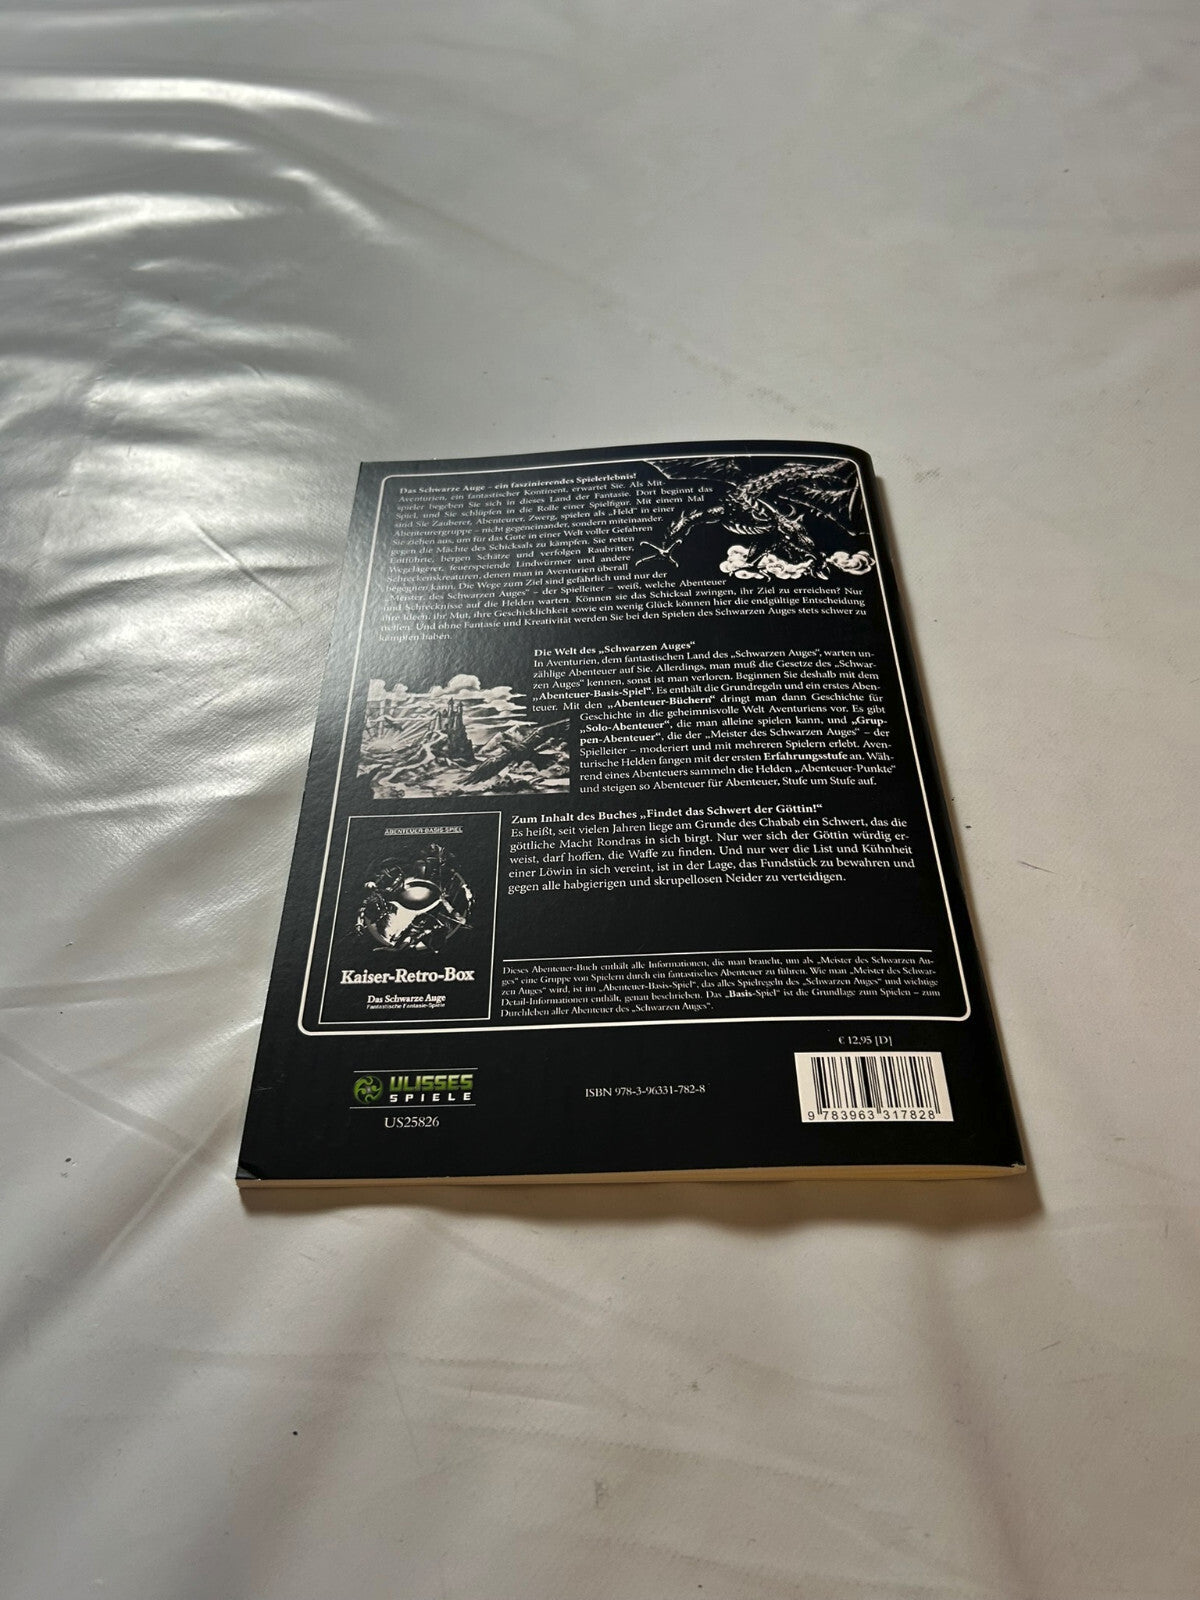 Das Schwarze Auge – ein faszinierendes Spielerlebnis!
Aventurien, ein fantastischer Kontinent, erwartet Sie. Als Mit-
spieler begeben Sie sich in dieses Land der Fantasie. Dort beginnt das
Spiel, und Sie schlüpfen in die Rolle einer Spielfigur. Mit einem Mal
sind Sie Zauberer, Abenteurer, Zwerg, spielen als „Held" in einer
Abenteurergruppe – nicht gegeneinander, sondern miteinander.
Sie ziehen aus, um für das Gute in einer Welt voller Gefahren
gegen die Mächte des Schicksals zu kämpfen. Sie retten
Entführte, bergen Schätze und verfolgen Raubritter,
Wegelagerer, feuerspeiende Lindwürmer und andere
Schreckenskreaturen, denen man in Aventurien überall
begegnen kann. Die Wege zum Ziel sind gefährlich und nur der
„Meister, des Schwarzen Auges" – der Spielleiter – weiß, welche Abenteuer
und Schrecknisse auf die Helden warten. Können sie das Schicksal zwingen, ihr Ziel zu erreichen? Nur
ihre Ideen, ihr Mut, ihre Geschicklichkeit sowie ein wenig Glück können hier die endgültige Entscheidung
treffen. Und ohne Fantasie und Kreativität werden Sie bei den Spielen des Schwarzen Auges stets schwer zu
kämpfen haben.
Die Welt des „Schwarzen Auges"
In Aventurien, dem fantastischen Land des „Schwarzen Auges", warten un-
zählige Abenteuer auf Sie. Allerdings, man muß die Gesetze des „Schwar-
zen Auges" kennen, sonst ist man verloren. Beginnen Sie deshalb mit dem
„Abenteuer-Basis-Spiel". Es enthält die Grundregeln und ein erstes Aben-
teuer. Mit den „Abenteuer-Büchern" dringt man dann Geschichte für
Geschichte in die geheimnisvolle Welt Aventuriens vor. Es gibt
„Solo-Abenteuer", die man alleine spielen kann, und „Grup-
pen-Abenteuer", die der „Meister des Schwarzen Auges" – der
Spielleiter – moderiert und mit mehreren Spielern erlebt. Aven-
turische Helden fangen mit der ersten Erfahrungsstufe an. Wäh-
rend eines Abenteuers sammeln die Helden „Abenteuer-Punkte"
und steigen so Abenteuer für Abenteuer, Stufe um Stufe auf.
Zum Inhalt des Buches „Findet das Schwert der Göttin!"
Es heißt, seit vielen Jahren liege am Grunde des Chabab ein Schwert, das die
göttliche Macht Rondras in sich birgt. Nur wer sich der Göttin würdig er-
weist, darf hoffen, die Waffe zu finden. Und nur wer die List und Kühnheit
einer Löwin in sich vereint, ist in der Lage, das Fundstück zu bewahren und
gegen alle habgierigen und skrupellosen Neider zu verteidigen.
ABENTEUER-BASIS-SPIEL
Kaiser-Retro-Box
Das Schwarze Auge
Fantastische Fantasie-Spiele
Dieses Abenteuer-Buch enthält alle Informationen, die man braucht, um als „Meister des Schwarzen Au-
ges" eine Gruppe von Spielern durch ein fantastisches Abenteuer zu führen. Wie man „Meister des Schwar-
zen Auges" wird, ist im „Abenteuer-Basis-Spiel", das alles Spielregeln des „Schwarzen Auges" und wichtige
Detail-Informationen enthält, genau beschrieben. Das „Basis-Spiel" ist die Grundlage zum Spielen – zum
Durchleben aller Abenteuer des „Schwarzen Auges".
€ 12,95 [D]
ULISSES
SPIELE
US25826
ISBN 978-3-96331-782-8
9 783963 317828